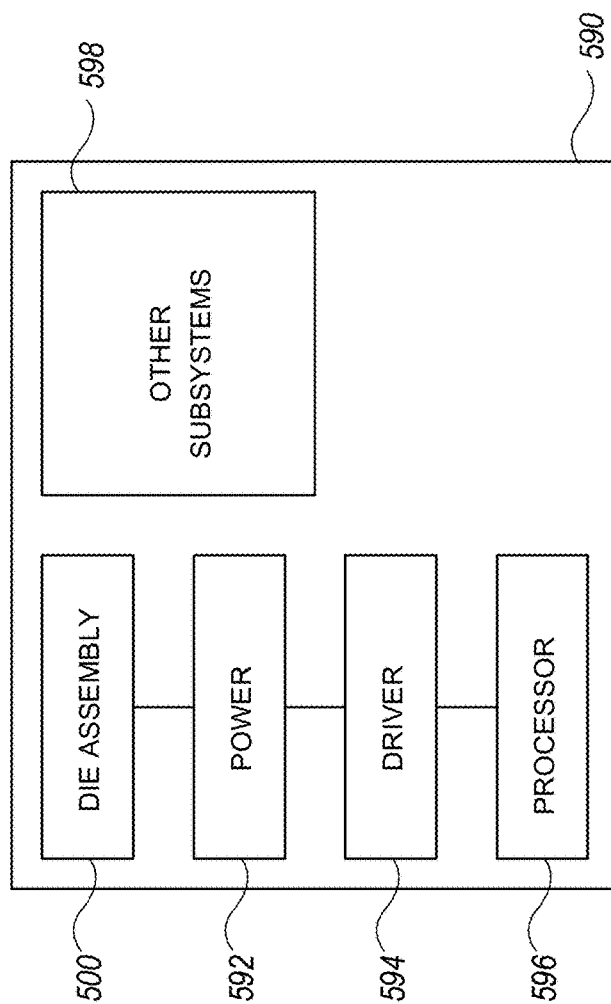 500
DIE ASSEMBLY
592
POWER
594
DRIVER
596
PROCESSOR
OTHER
SUBSYSTEMS
598
590